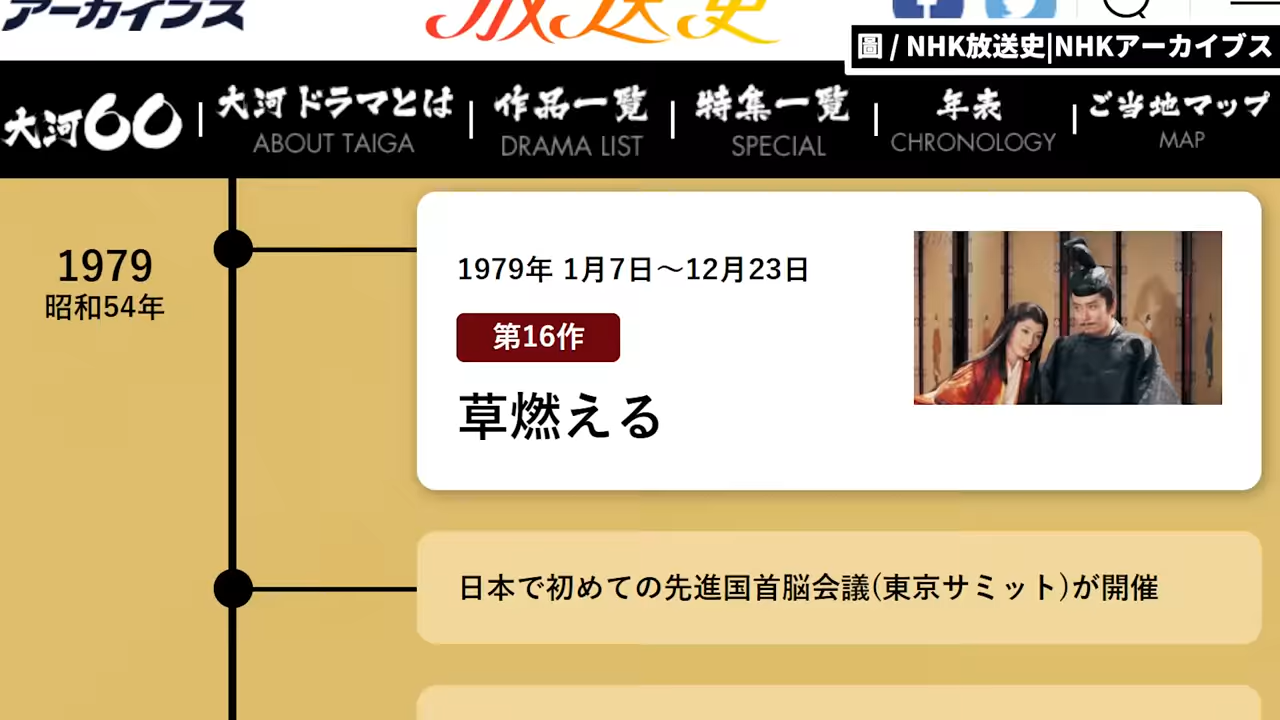 アーカイブス
放送史
圖 / NHK放送史|NHKアーカイブス
大河60
大河ドラマとは
ABOUT TAIGA
作品一覧
DRAMA LIST
特集一覧
SPECIAL
年表
CHRONOLOGY
ご当地マップ
MAP
1979
昭和54年
1979年 1月7日～12月23日
第16作
草燃える
日本で初めての先進国首脳会議(東京サミット)が開催